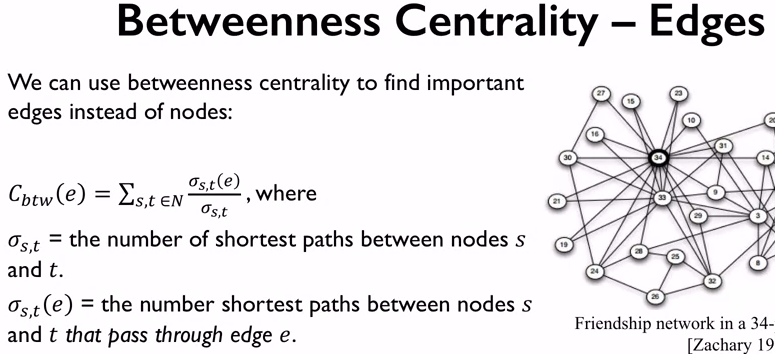 Betweenness Centrality – Edges
We can use betweenness centrality to find important
edges instead of nodes:
C_btw(e) = ∑_{s,t ∈N} σ_{s,t}(e)/σ_{s,t} , where
σ_{s,t} = the number of shortest paths between nodes s
and t.
σ_{s,t}(e) = the number shortest paths between nodes s
and t that pass through edge e.
27
15
23
10
20
16
31
30
34
14
9
21
33
29
3
19
28
25
8
24
32
26
Friendship network in a 34-
[Zachary 19